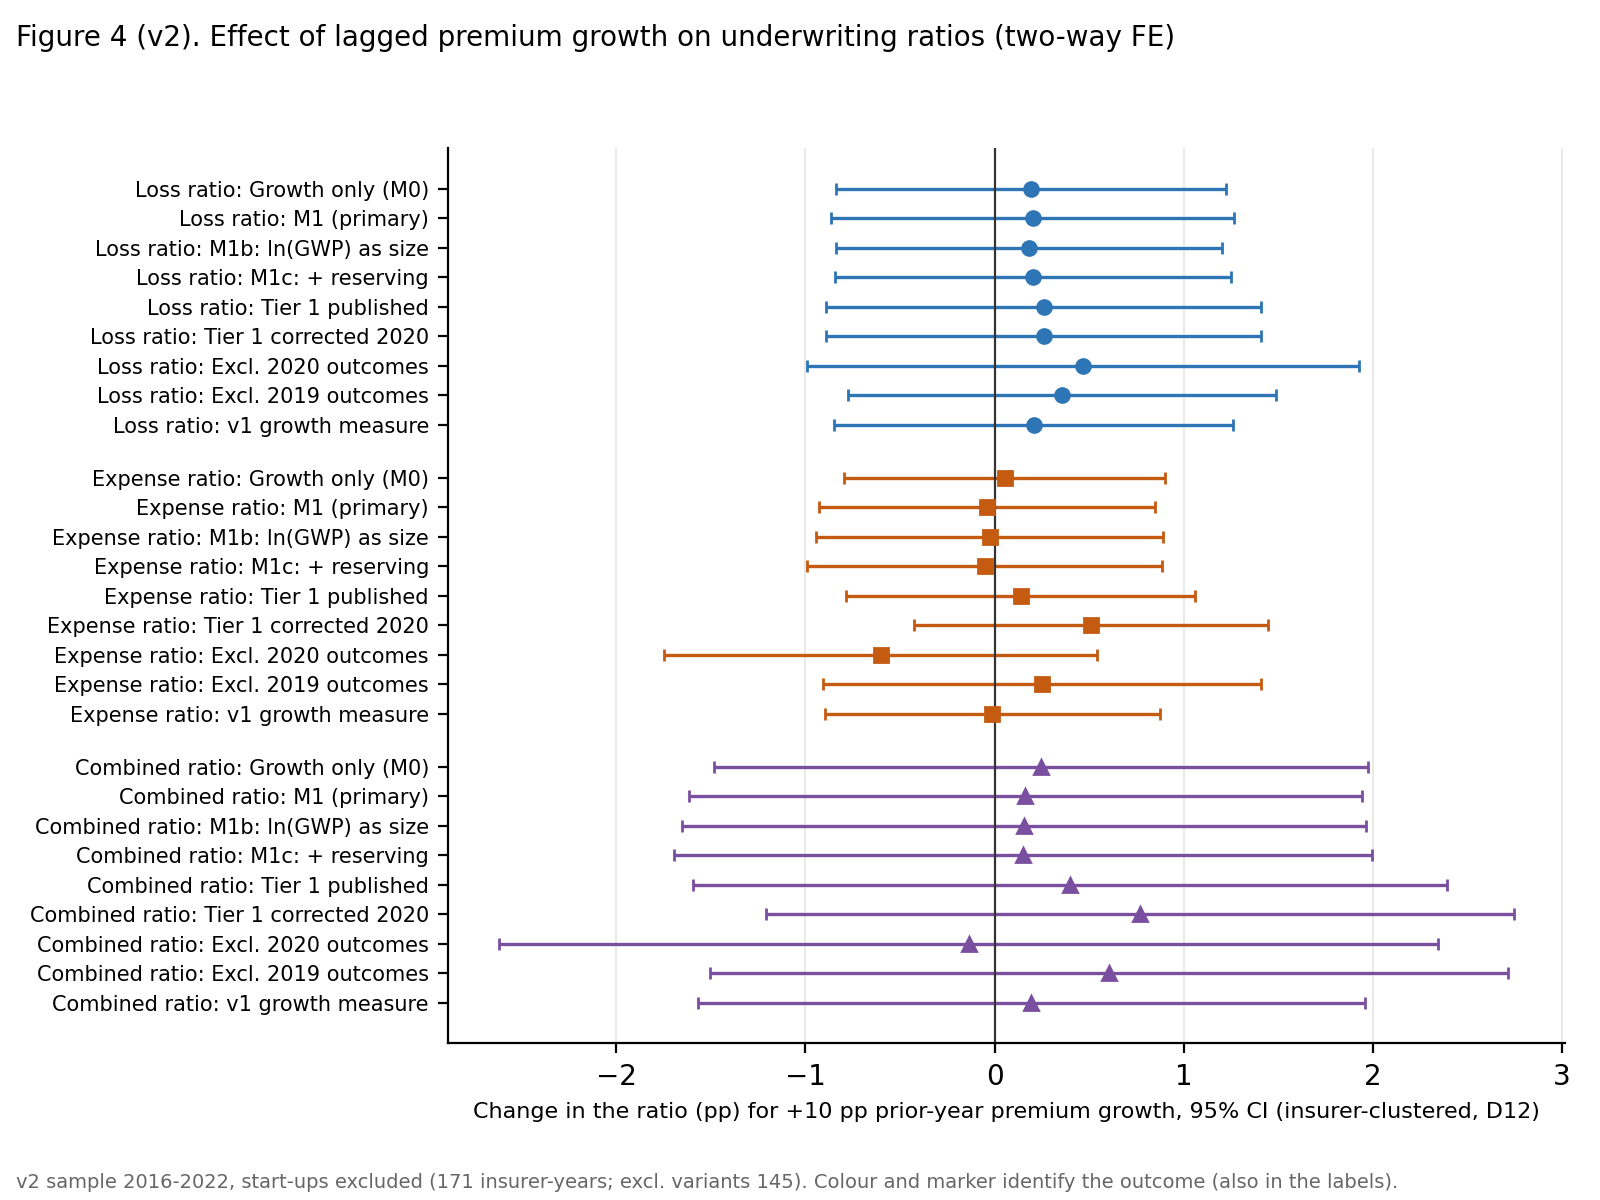 Figure 4 (v2). Effect of lagged premium growth on underwriting ratios (two-way FE)
Loss ratio: Growth only (M0)
Loss ratio: M1 (primary)
Loss ratio: M1b: ln(GWP) as size
Loss ratio: M1c: + reserving
Loss ratio: Tier 1 published
Loss ratio: Tier 1 corrected 2020
Loss ratio: Excl. 2020 outcomes
Loss ratio: Excl. 2019 outcomes
Loss ratio: v1 growth measure
Expense ratio: Growth only (M0)
Expense ratio: M1 (primary)
Expense ratio: M1b: ln(GWP) as size
Expense ratio: M1c: + reserving
Expense ratio: Tier 1 published
Expense ratio: Tier 1 corrected 2020
Expense ratio: Excl. 2020 outcomes
Expense ratio: Excl. 2019 outcomes
Expense ratio: v1 growth measure
Combined ratio: Growth only (M0)
Combined ratio: M1 (primary)
Combined ratio: M1b: ln(GWP) as size
Combined ratio: M1c: + reserving
Combined ratio: Tier 1 published
Combined ratio: Tier 1 corrected 2020
Combined ratio: Excl. 2020 outcomes
Combined ratio: Excl. 2019 outcomes
Combined ratio: v1 growth measure
−2 −1 0 1 2 3
Change in the ratio (pp) for +10 pp prior-year premium growth, 95% CI (insurer-clustered, D12)
v2 sample 2016-2022, start-ups excluded (171 insurer-years; excl. variants 145). Colour and marker identify the outcome (also in the labels).